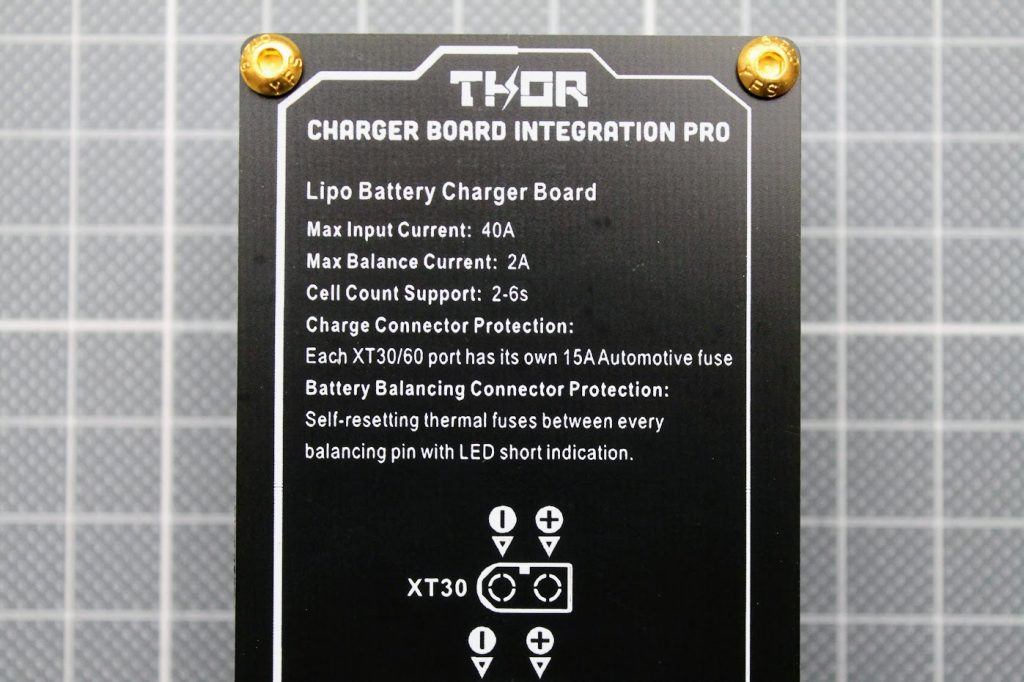 THOR
CHARGER BOARD INTEGRATION PRO
Lipo Battery Charger Board
Max Input Current: 40A
Max Balance Current: 2A
Cell Count Support: 2-6s
Charge Connector Protection:
Each XT30/60 port has its own 15A Automotive fuse
Battery Balancing Connector Protection:
Self-resetting thermal fuses between every
balancing pin with LED short indication.
XT30